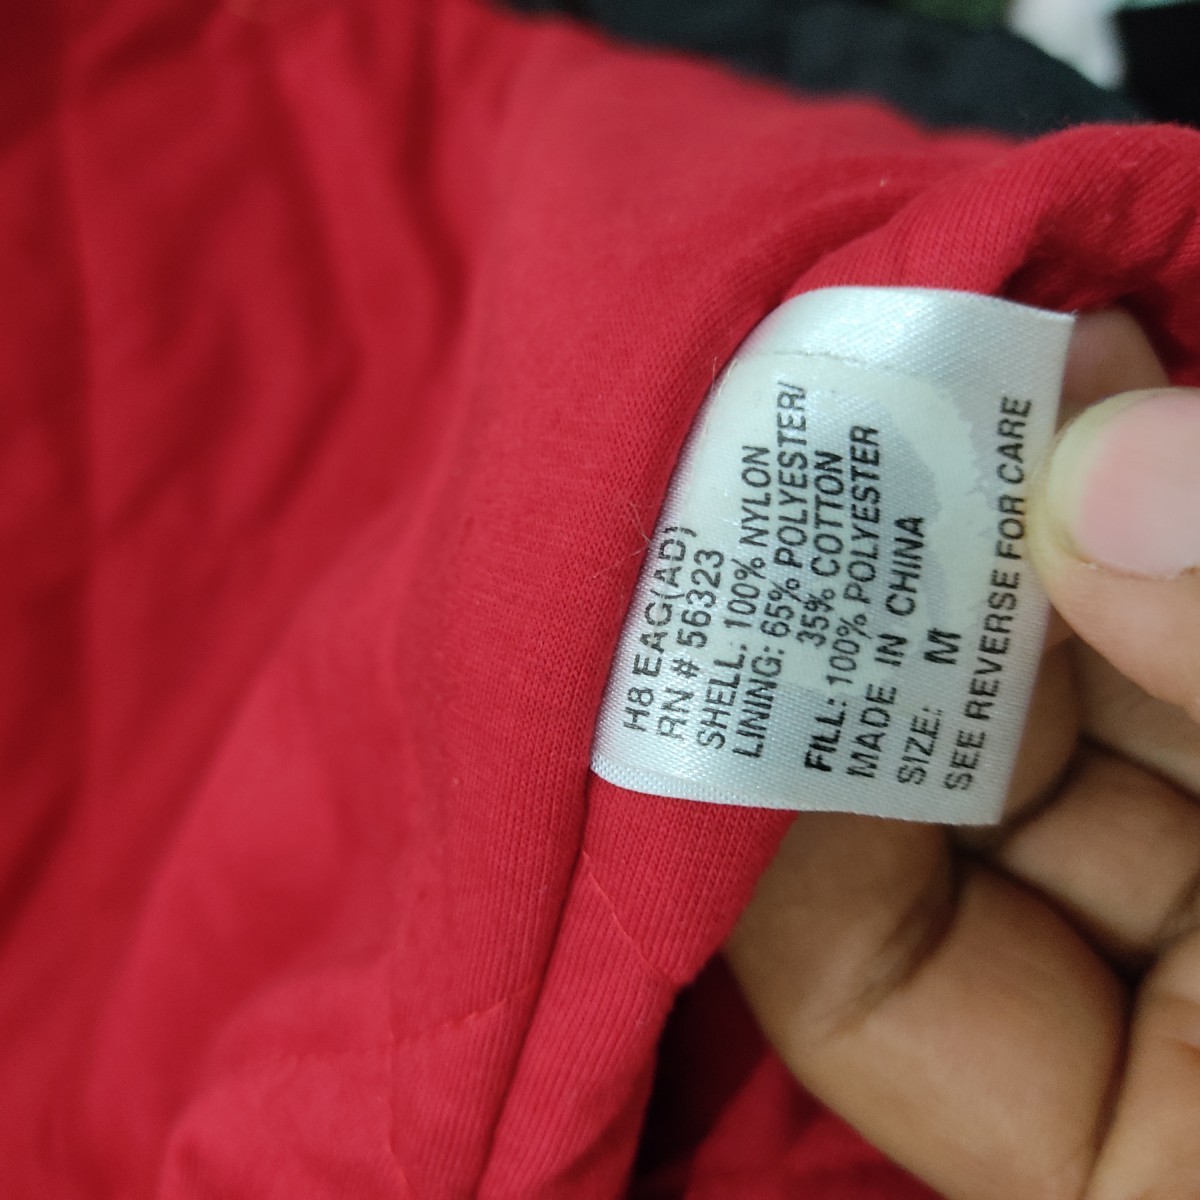 H8 EAG(AD)
RN # 56323
SHELL: 100% NYLON
LINING: 65% POLYESTER/
35% COTTON
FILL: 100% POLYESTER
MADE IN CHINA
SIZE: M
SEE REVERSE FOR CARE